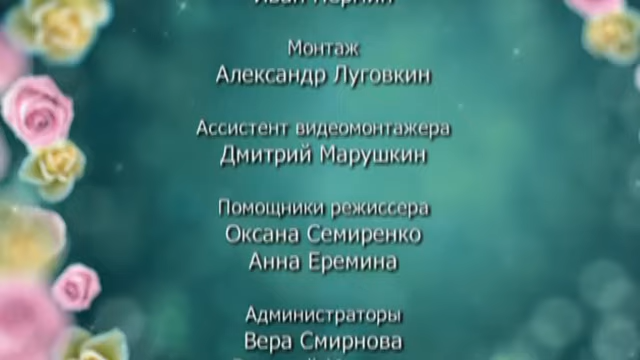 Монтаж
Александр Луговкин
Ассистент видеомонтажера
Дмитрий Марушкин
Помощники режиссера
Оксана Семиренко
Анна Еремина
Администраторы
Вера Смирнова